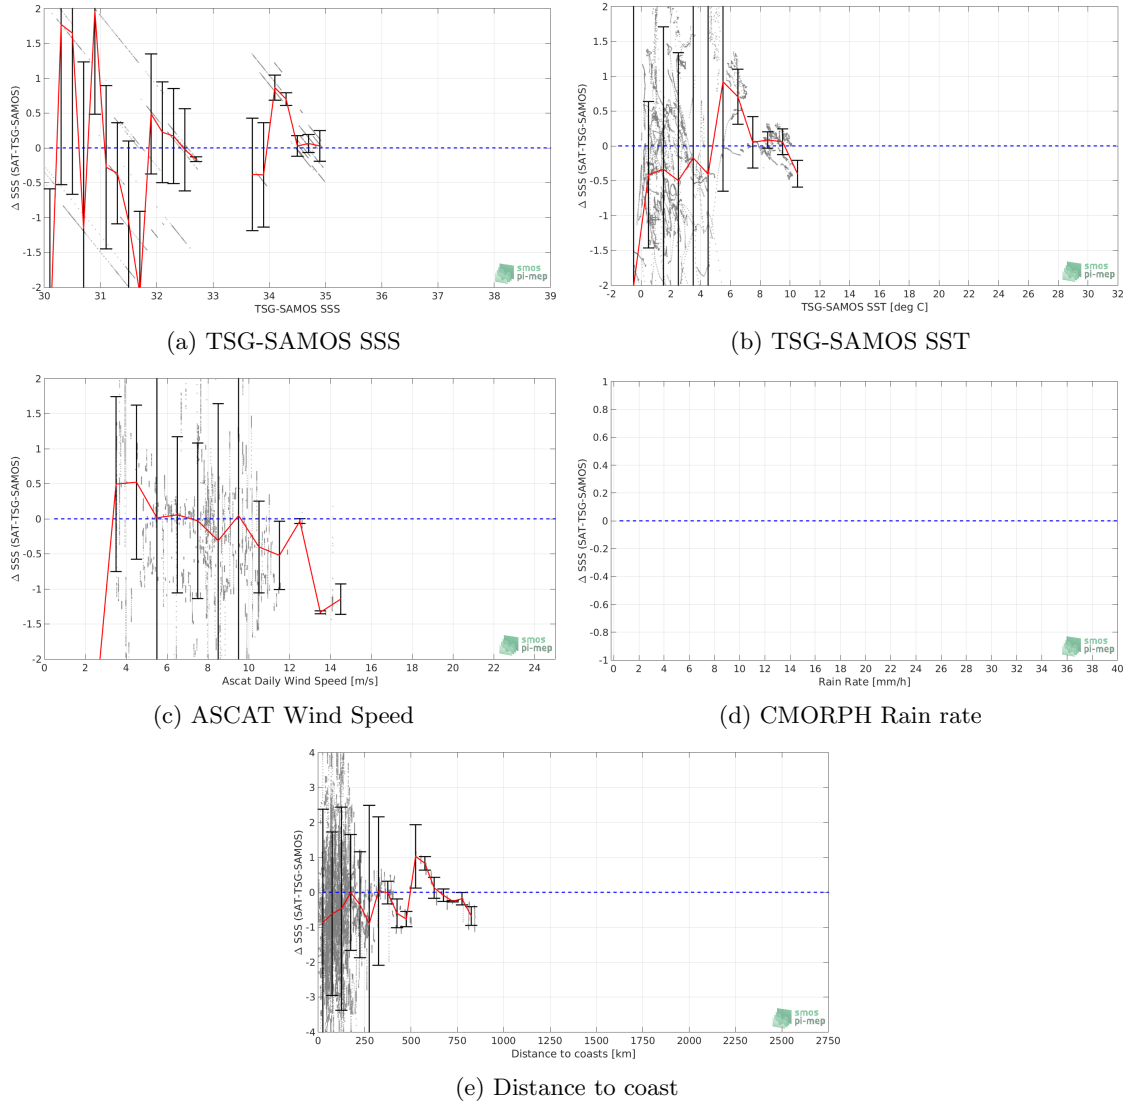 2
1.5
1
0.5
0
-0.5
-1
-1.5
-2
Δ SSS (SAT-TSG-SAMOS)
30 31 32 33 34 35 36 37 38 39
TSG-SAMOS SSS
smos
pi-mep
(a) TSG-SAMOS SSS
2
1.5
1
0.5
0
-0.5
-1
-1.5
-2
Δ SSS (SAT-TSG-SAMOS)
-2 0 2 4 6 8 10 12 14 16 18 20 22 24 26 28 30 32
TSG-SAMOS SST [deg C]
smos
pi-mep
(b) TSG-SAMOS SST
2
1.5
1
0.5
0
-0.5
-1
-1.5
-2
Δ SSS (SAT-TSG-SAMOS)
0 2 4 6 8 10 12 14 16 18 20 22 24
Ascat Daily Wind Speed [m/s]
smos
pi-mep
(c) ASCAT Wind Speed
1
0.8
0.6
0.4
0.2
0
-0.2
-0.4
-0.6
-0.8
-1
Δ SSS (SAT-TSG-SAMOS)
0 2 4 6 8 10 12 14 16 18 20 22 24 26 28 30 32 34 36 38 40
Rain Rate [mm/h]
smos
pi-mep
(d) CMORPH Rain rate
4
3
2
1
0
-1
-2
-3
-4
Δ SSS (SAT-TSG-SAMOS)
0 250 500 750 1000 1250 1500 1750 2000 2250 2500 2750
Distance to coasts [km]
smos
pi-mep
(e) Distance to coast